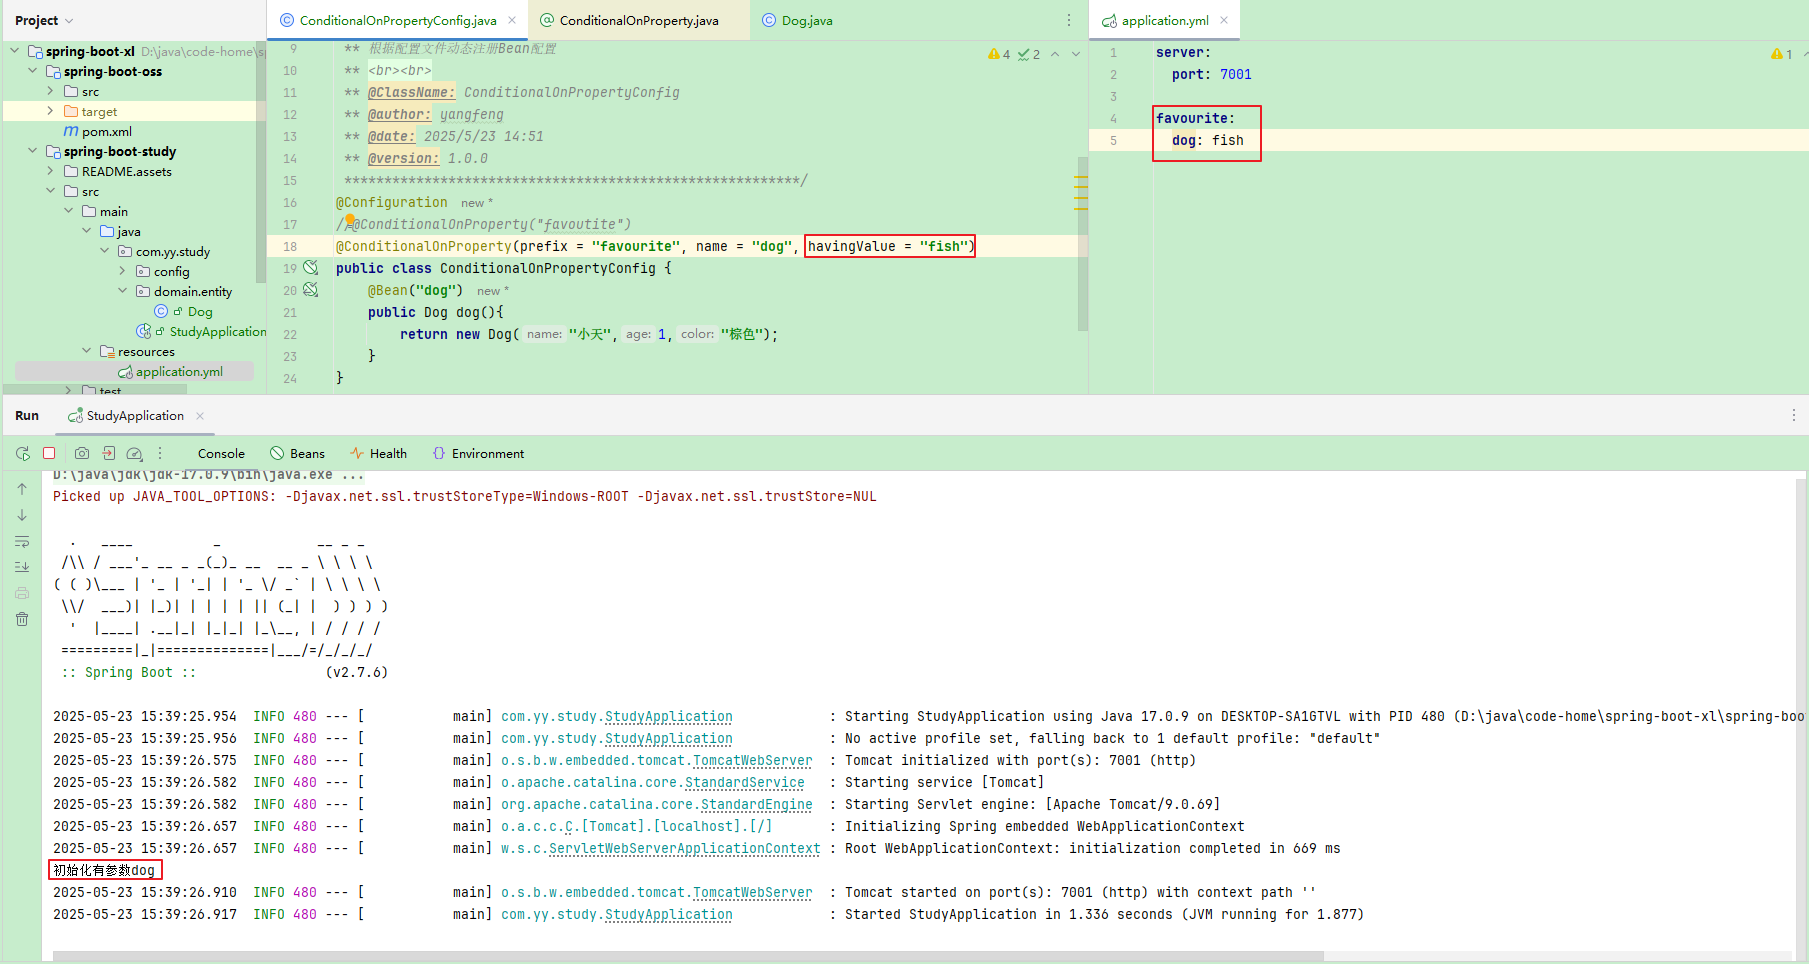 Project
spring-boot-xl D:\java\code-home\s
spring-boot-oss
src
target
pom.xml
spring-boot-study
README.assets
src
main
java
com.yy.study
config
domain.entity
Dog
StudyApplication
resources
application.yml
test
ConditionalOnPropertyConfig.java
ConditionalOnProperty.java
Dog.java
4 2
9 ** 根据配置文件动态注册Bean配置
10 ** <br><br>
11 ** @ClassName: ConditionalOnPropertyConfig
12 ** @author: yangfeng
13 ** @date: 2025/5/23 14:51
14 ** @version: 1.0.0
15 *********************************************************/
16 @Configuration new *
17 //@ConditionalOnProperty("favoutite")
18 @ConditionalOnProperty(prefix = "favourite", name = "dog", havingValue = "fish")
19 public class ConditionalOnPropertyConfig {
20 @Bean("dog") new *
21 public Dog dog(){
22 return new Dog( name: "小天", age: 1, color: "棕色");
23 }
24 }
application.yml
1
1 server:
2 port: 7001
3
4 favourite:
5 dog: fish
Run StudyApplication
Console Beans Health Environment
D:\java\jdk\jdk-17.0.9\bin\java.exe ...
Picked up JAVA_TOOL_OPTIONS: -Djavax.net.ssl.trustStoreType=Windows-ROOT -Djavax.net.ssl.trustStore=NUL
  .   ____          _            __ _ _
 /\\ / ___'_ __ _ _(_)_ __  __ _ \ \ \ \
( ( )\___ | '_ | '_| | '_ \/ _` | \ \ \ \
 \\/  ___)| |_)| | | | | || (_| |  ) ) ) )
  '  |____| .__|_| |_|_| |_\__, | / / / /
 =========|_|==============|___/=/_/_/_/
 :: Spring Boot ::                (v2.7.6)
2025-05-23 15:39:25.954  INFO 480 --- [           main] com.yy.study.StudyApplication            : Starting StudyApplication using Java 17.0.9 on DESKTOP-SA1GTVL with PID 480 (D:\java\code-home\spring-boot-xl\spring-boo
2025-05-23 15:39:25.956  INFO 480 --- [           main] com.yy.study.StudyApplication            : No active profile set, falling back to 1 default profile: "default"
2025-05-23 15:39:26.575  INFO 480 --- [           main] o.s.b.w.embedded.tomcat.TomcatWebServer  : Tomcat initialized with port(s): 7001 (http)
2025-05-23 15:39:26.582  INFO 480 --- [           main] o.apache.catalina.core.StandardService   : Starting service [Tomcat]
2025-05-23 15:39:26.582  INFO 480 --- [           main] org.apache.catalina.core.StandardEngine  : Starting Servlet engine: [Apache Tomcat/9.0.69]
2025-05-23 15:39:26.657  INFO 480 --- [           main] o.a.c.c.C.[Tomcat].[localhost].[/]       : Initializing Spring embedded WebApplicationContext
2025-05-23 15:39:26.657  INFO 480 --- [           main] w.s.c.ServletWebServerApplicationContext : Root WebApplicationContext: initialization completed in 669 ms
初始化有参数dog
2025-05-23 15:39:26.910  INFO 480 --- [           main] o.s.b.w.embedded.tomcat.TomcatWebServer  : Tomcat started on port(s): 7001 (http) with context path ''
2025-05-23 15:39:26.917  INFO 480 --- [           main] com.yy.study.StudyApplication            : Started StudyApplication in 1.336 seconds (JVM running for 1.877)